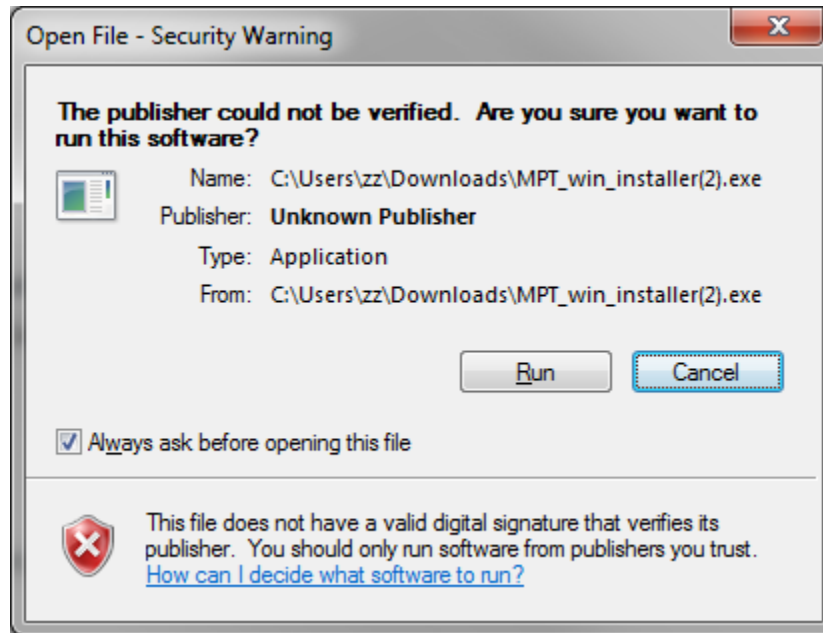 Open File - Security Warning
The publisher could not be verified.  Are you sure you want to
run this software?
Name: C:\Users\zz\Downloads\MPT_win_installer(2).exe
Publisher: Unknown Publisher
Type: Application
From: C:\Users\zz\Downloads\MPT_win_installer(2).exe
Run Cancel
Always ask before opening this file
This file does not have a valid digital signature that verifies its
publisher.  You should only run software from publishers you trust.
How can I decide what software to run?